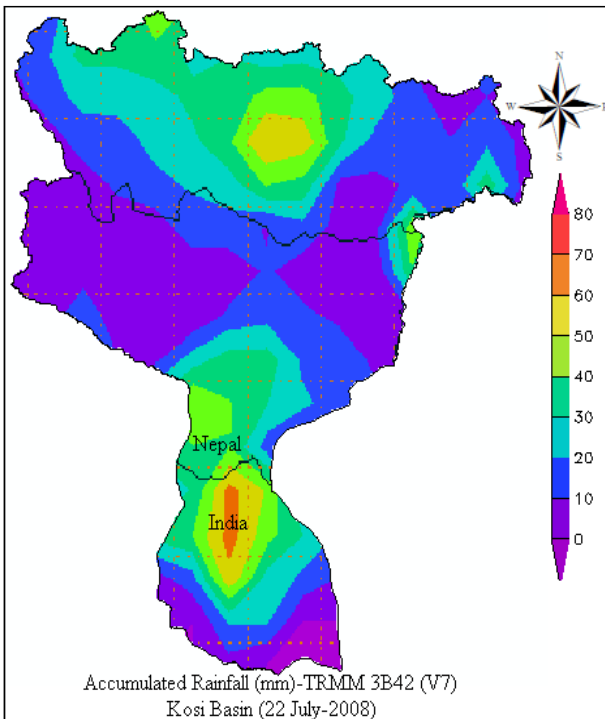 N
W
E
S
80
70
60
50
40
30
20
10
0
Nepal
India
Accumulated Rainfall (mm)-TRMM 3B42 (V7)
Kosi Basin (22 July-2008)